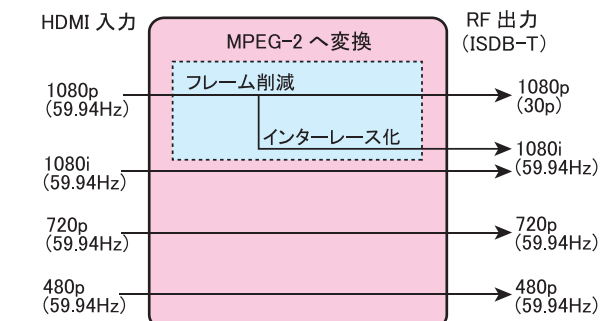 HDMI 入力
RF 出力
(ISDB-T)
MPEG-2 へ変換
フレーム削減
インターレース化
1080p
(59.94Hz)
1080p
(30p)
1080i
(59.94Hz)
1080i
(59.94Hz)
720p
(59.94Hz)
720p
(59.94Hz)
480p
(59.94Hz)
480p
(59.94Hz)